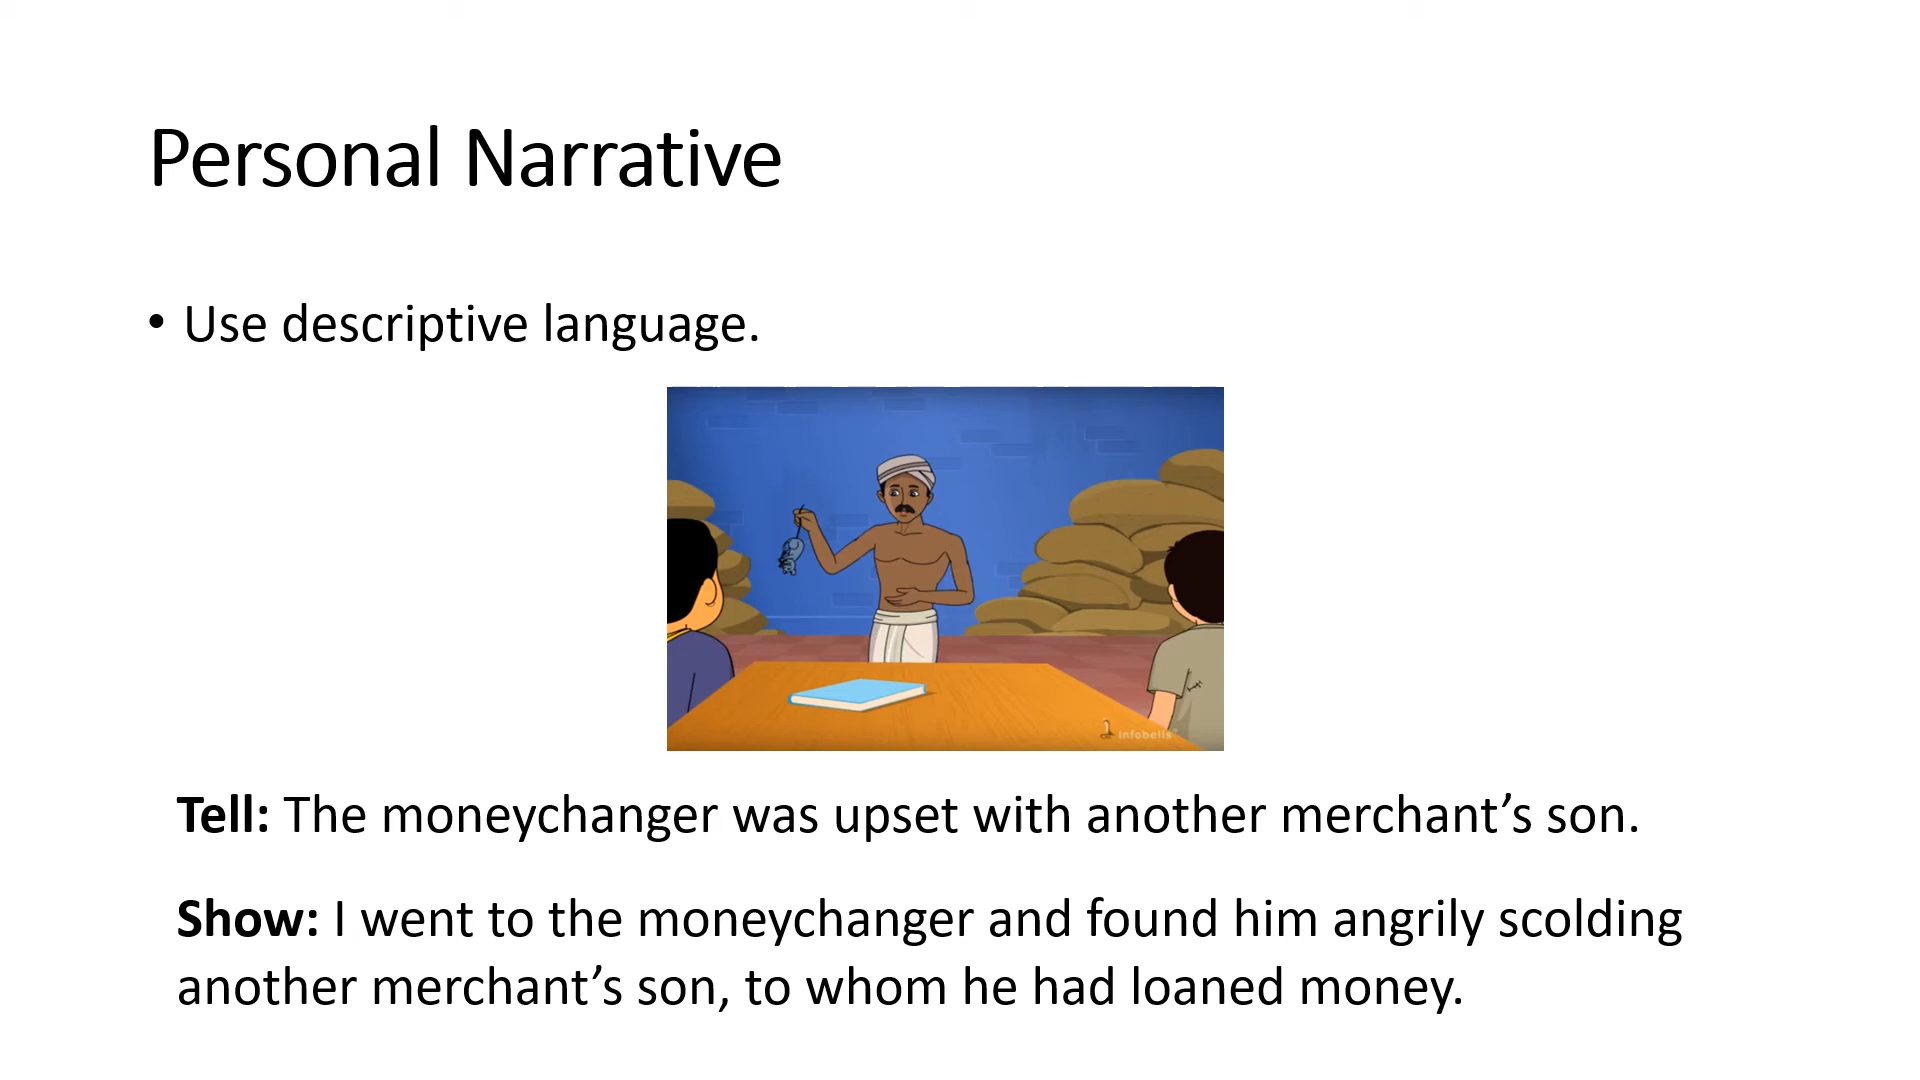 Personal Narrative
• Use descriptive language.
infobells
Tell: The moneychanger was upset with another merchant’s son.
Show: I went to the moneychanger and found him angrily scolding
another merchant’s son, to whom he had loaned money.